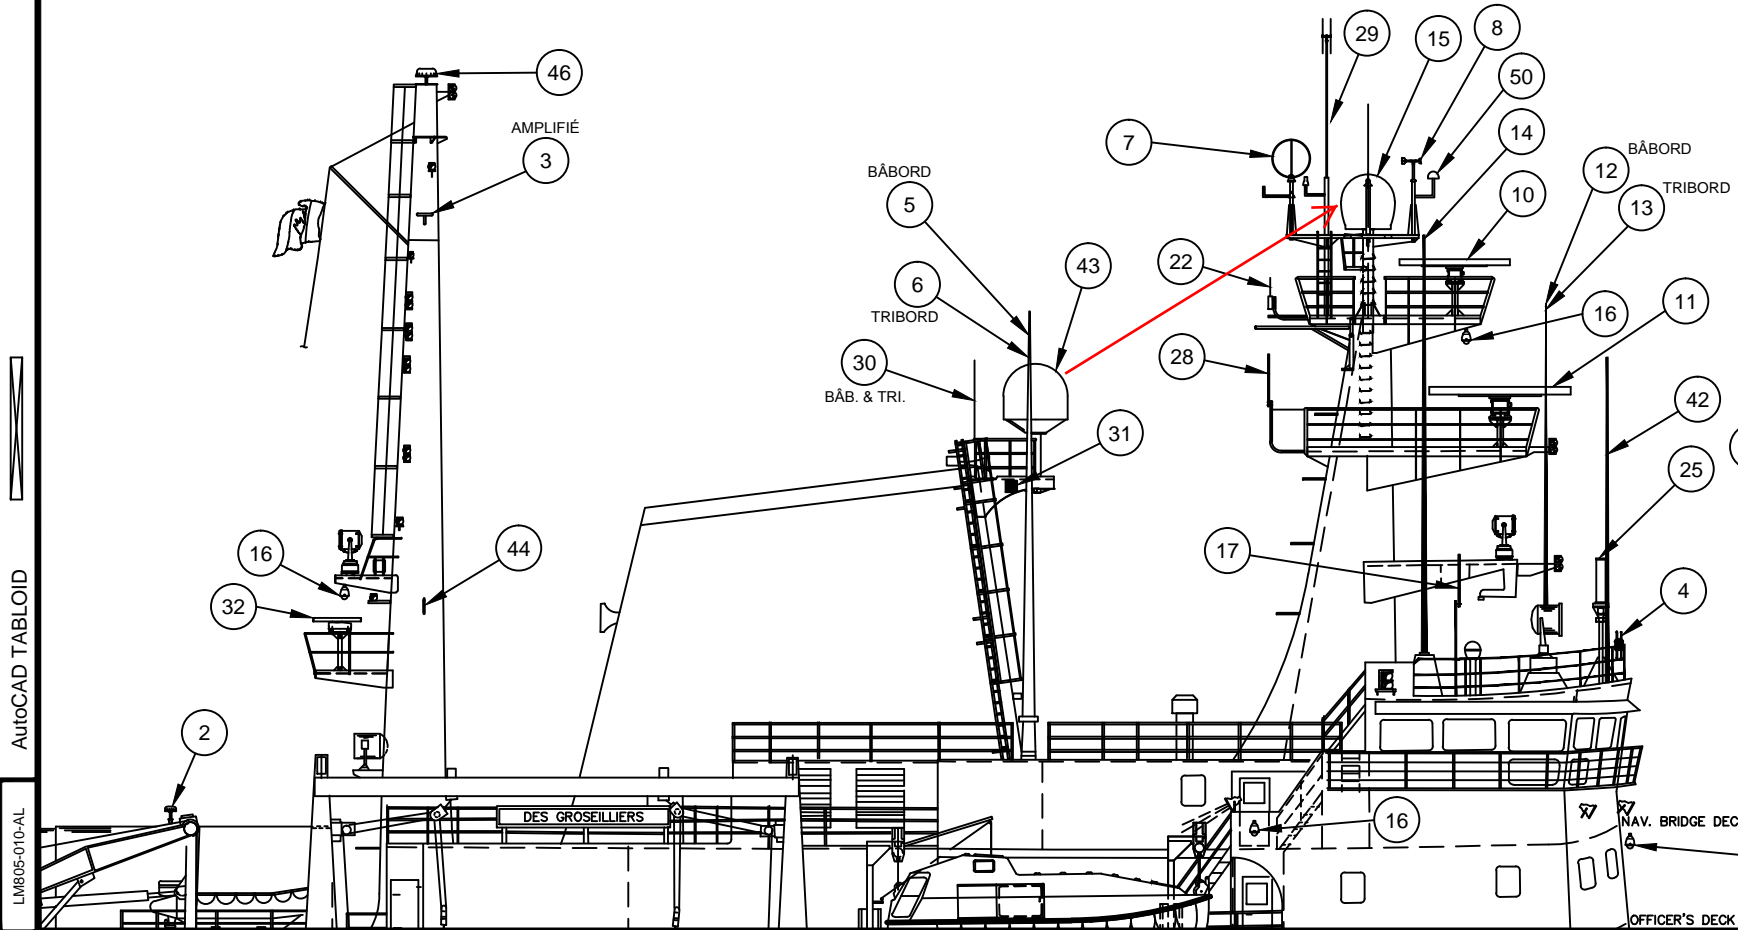 46
AMPLIFIÉ
3
BÂBORD
5
6
TRIBORD
43
30
BÂB. & TRI.
31
29
15
8
50
7
14
BÂBORD
12
TRIBORD
13
10
22
11
16
28
42
25
17
4
16
32
44
2
16
DES GROSEILLIERS
NAV. BRIDGE DEC
OFFICER'S DECK
AutoCAD TABLOID
LM805-010-AL